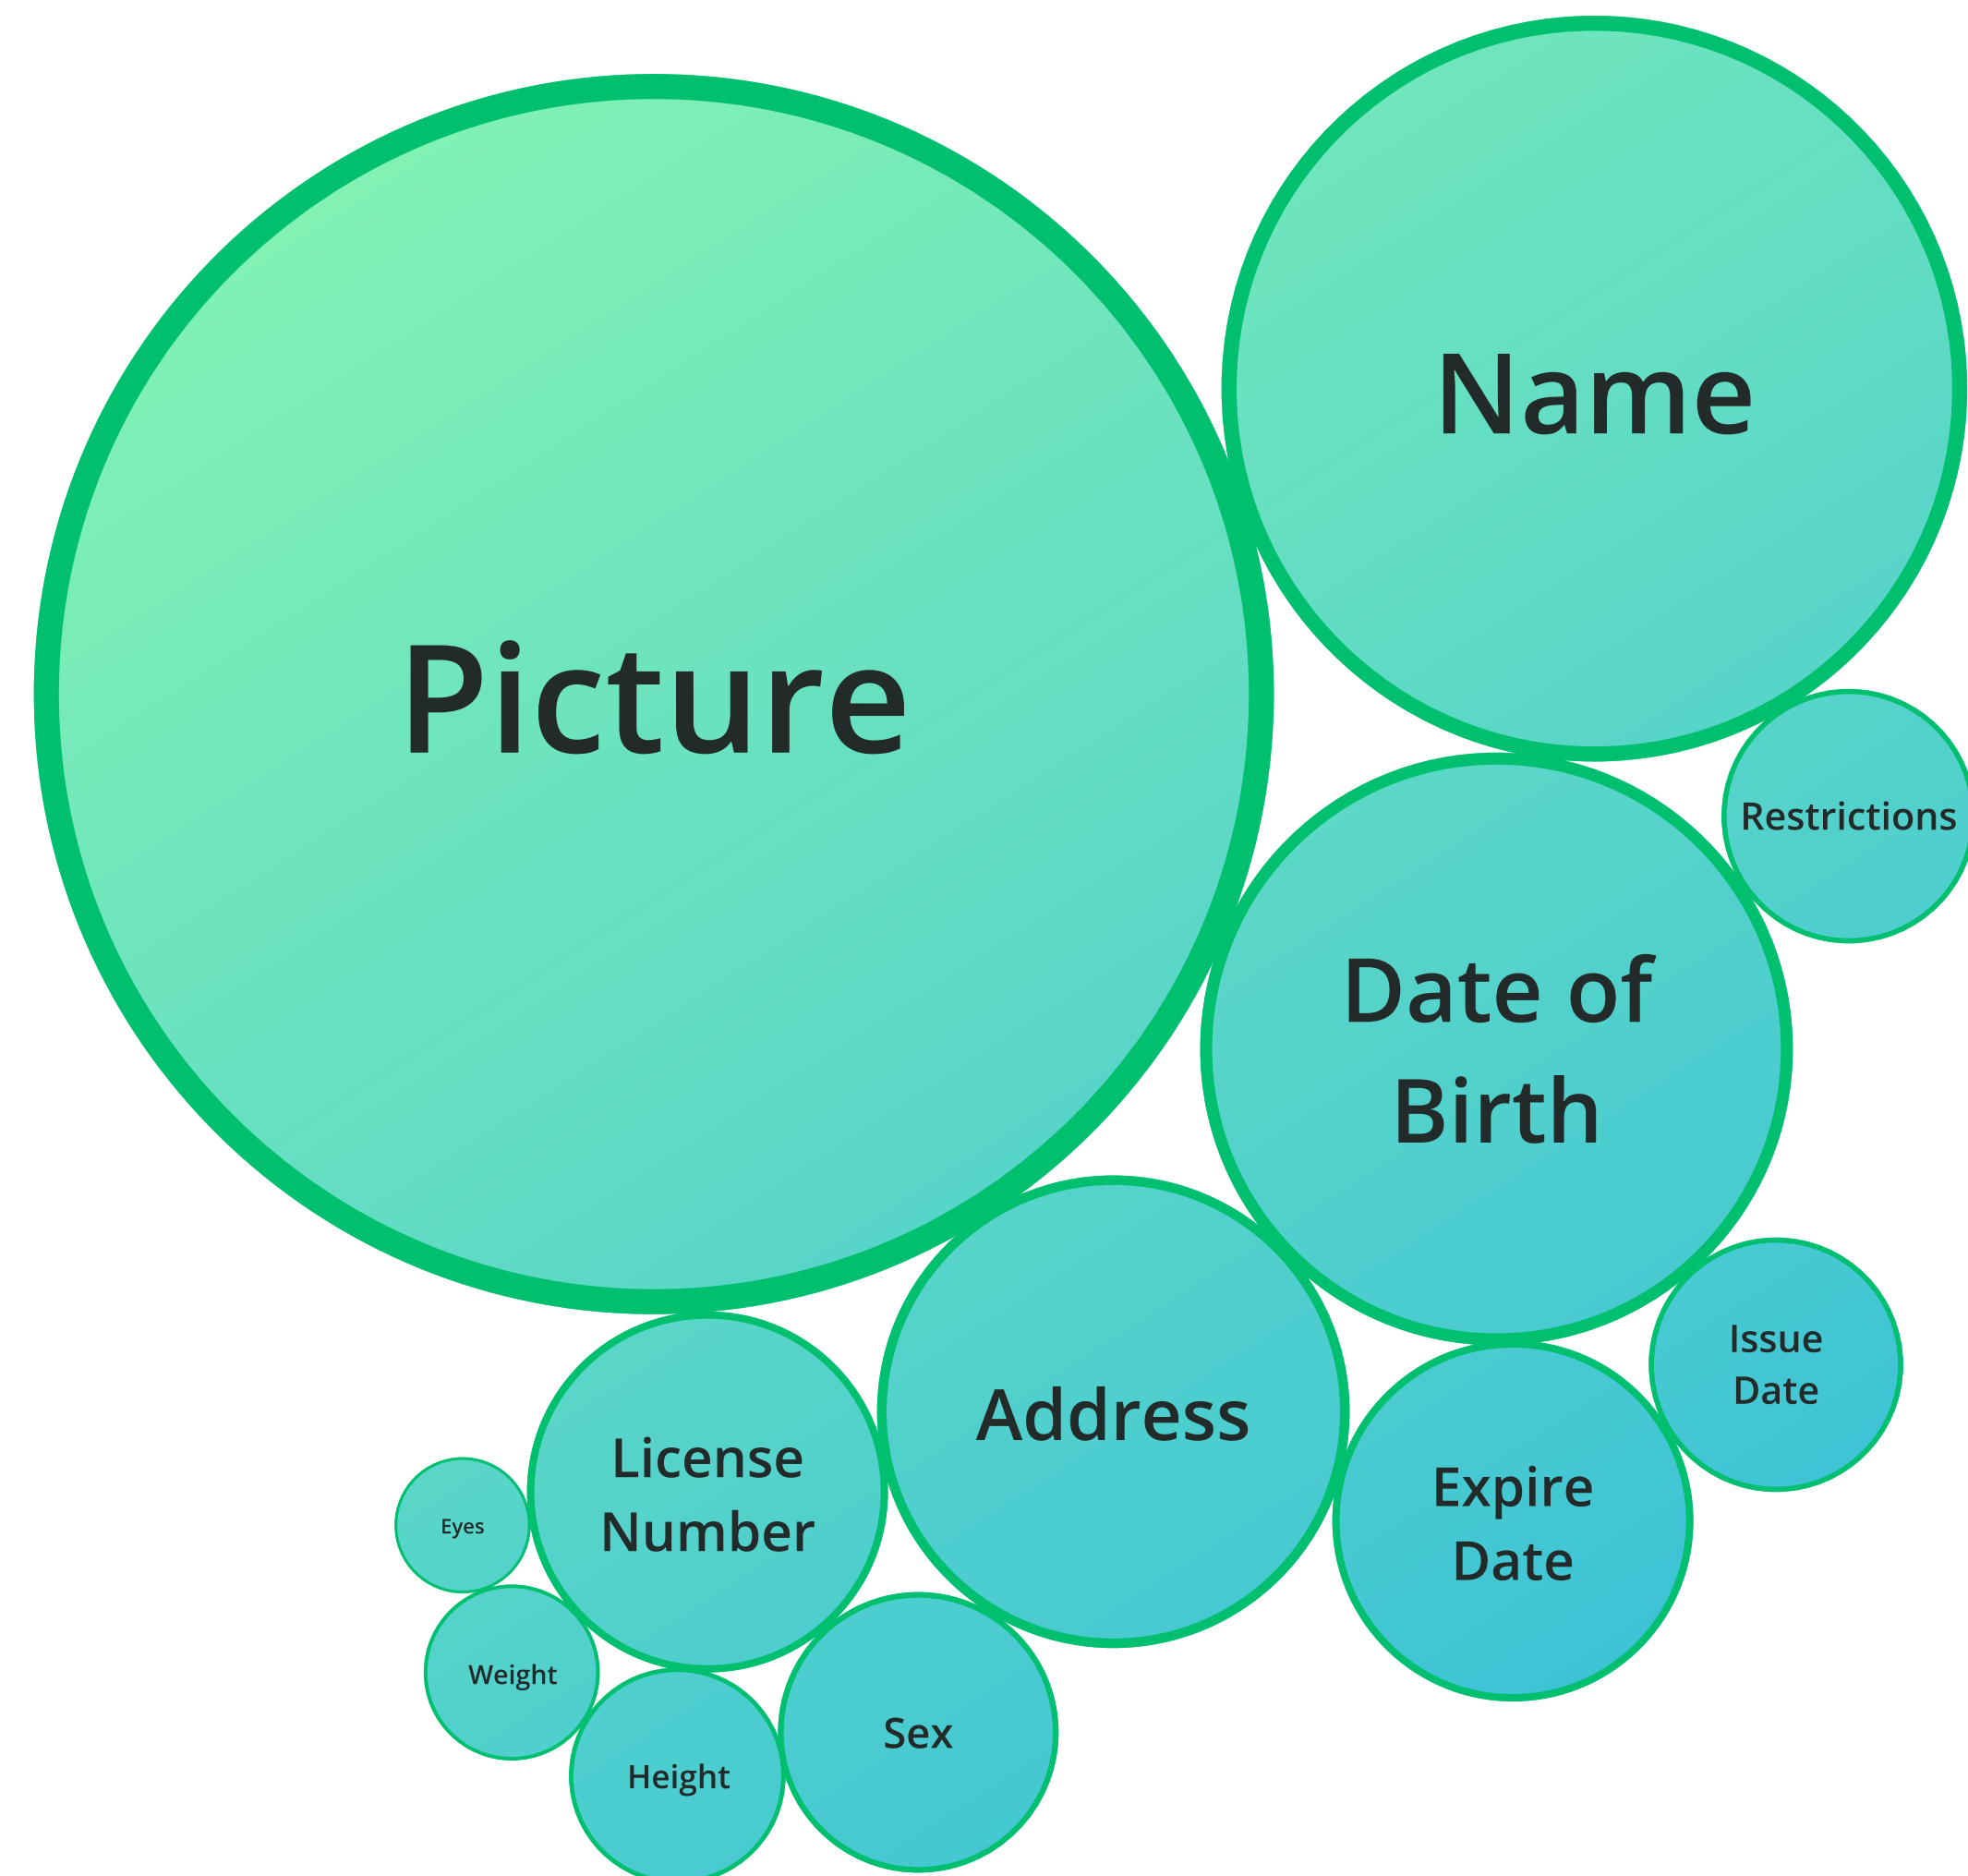 Picture
Name
Restrictions
Date of
Birth
Address
Issue
Date
Expire
Date
License
Number
Eyes
Weight
Height
Sex